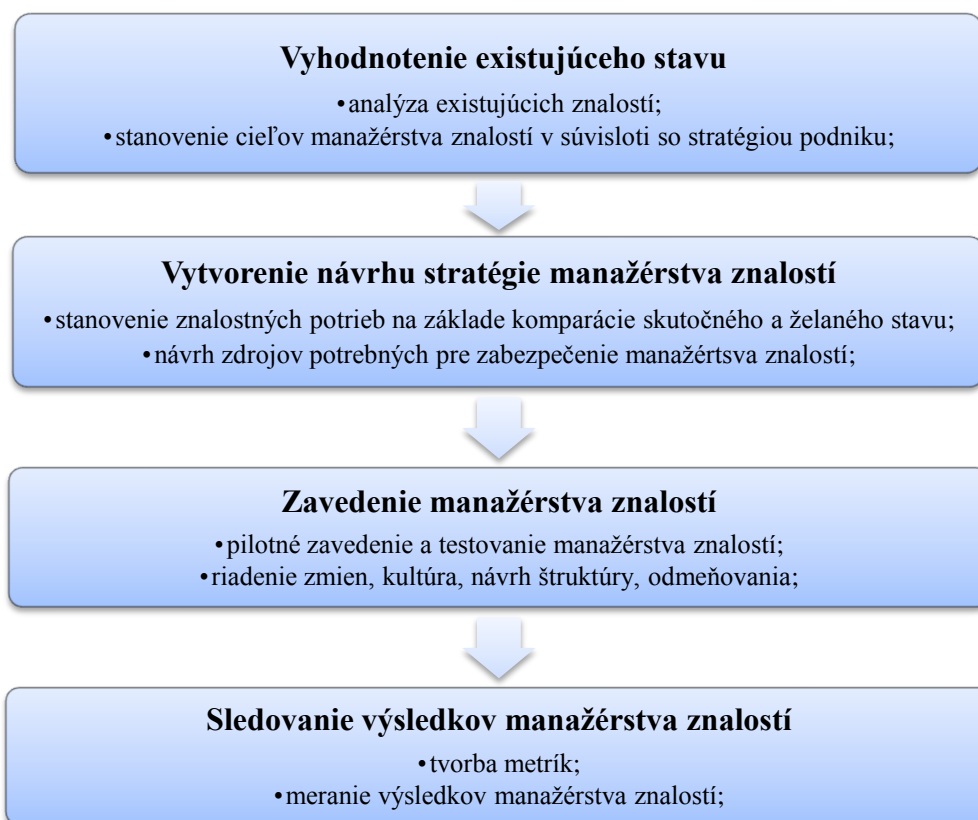 Vyhodnotenie existujúceho stavu
•analýza existujúcich znalostí;
•stanovenie cieľov manažérstva znalostí v súvisloti so stratégiou podniku;
Vytvorenie návrhu stratégie manažérstva znalostí
•stanovenie znalostných potrieb na základe komparácie skutočného a želaného stavu;
•návrh zdrojov potrebných pre zabezpečenie manažértsva znalostí;
Zavedenie manažérstva znalostí
•pilotné zavedenie a testovanie manažérstva znalostí;
•riadenie zmien, kultúra, návrh štruktúry, odmeňovania;
Sledovanie výsledkov manažérstva znalostí
•tvorba metrík;
•meranie výsledkov manažérstva znalostí;